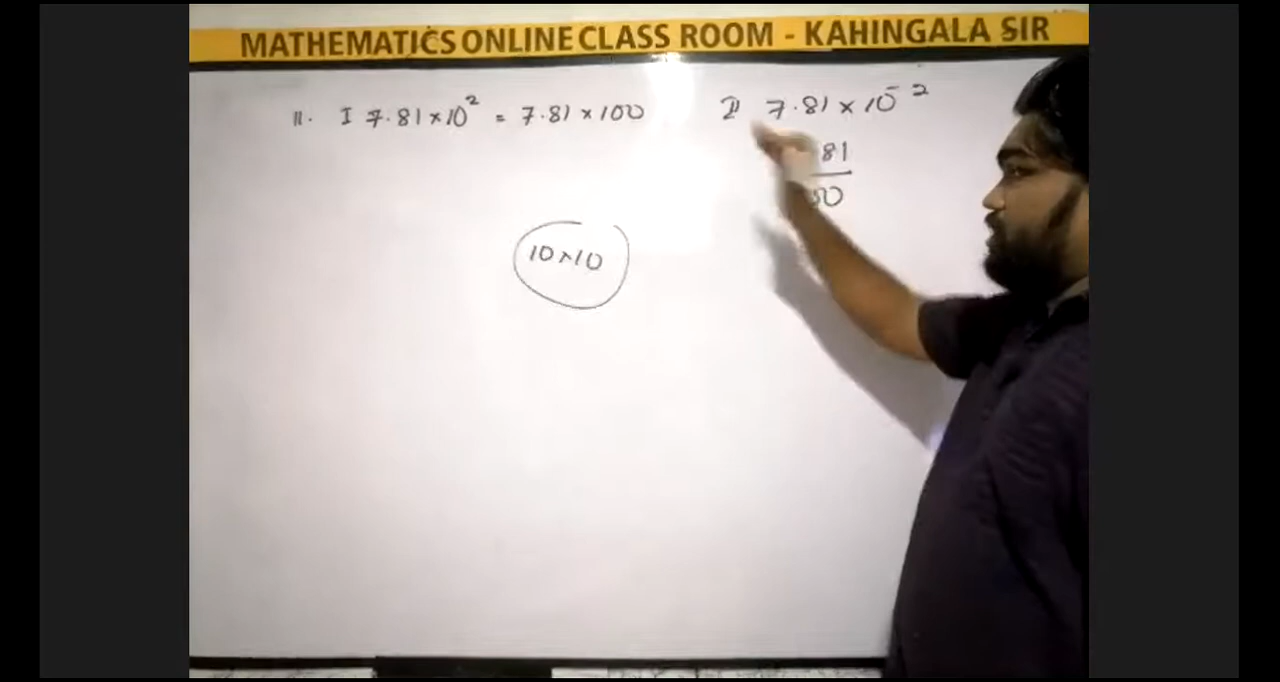 MATHEMATICS ONLINE CLASS ROOM - KAHINGALA SIR
11. I 7.81 × 10² = 7.81 × 100
II 7.81 × 10⁻²
81
10 × 10